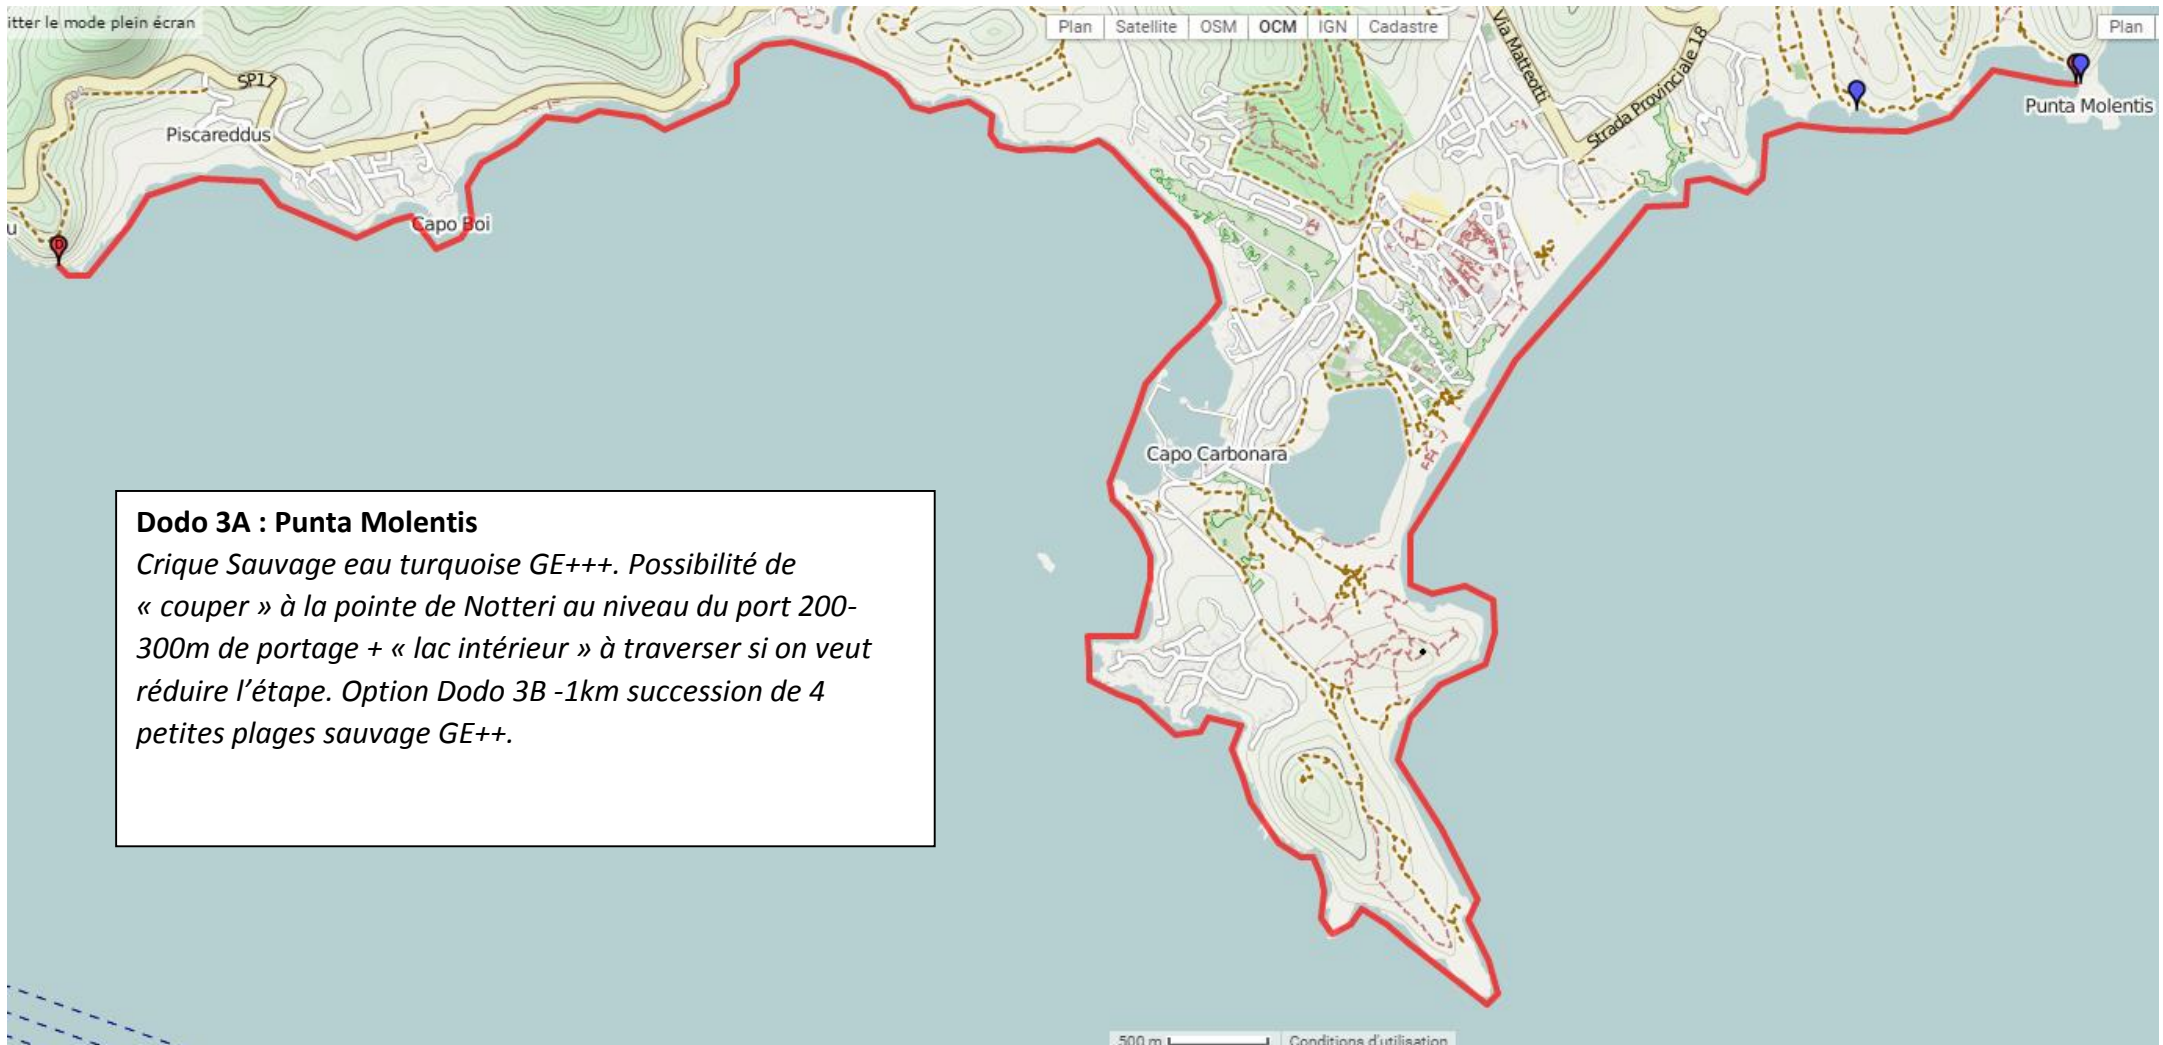 itter le mode plein écran
Plan
Satellite
OSM
OCM
IGN
Cadastre
Plan
SP17
Piscareddus
Via Matteotti
Strada Provinciale 18
Punta Molentis
u
Capo Boi
Capo Carbonara
Dodo 3A : Punta Molentis
Crique Sauvage eau turquoise GE+++. Possibilité de
« couper » à la pointe de Notteri au niveau du port 200-
300m de portage + « lac intérieur » à traverser si on veut
réduire l’étape. Option Dodo 3B -1km succession de 4
petites plages sauvage GE++.
500 m
Conditions d'utilisation